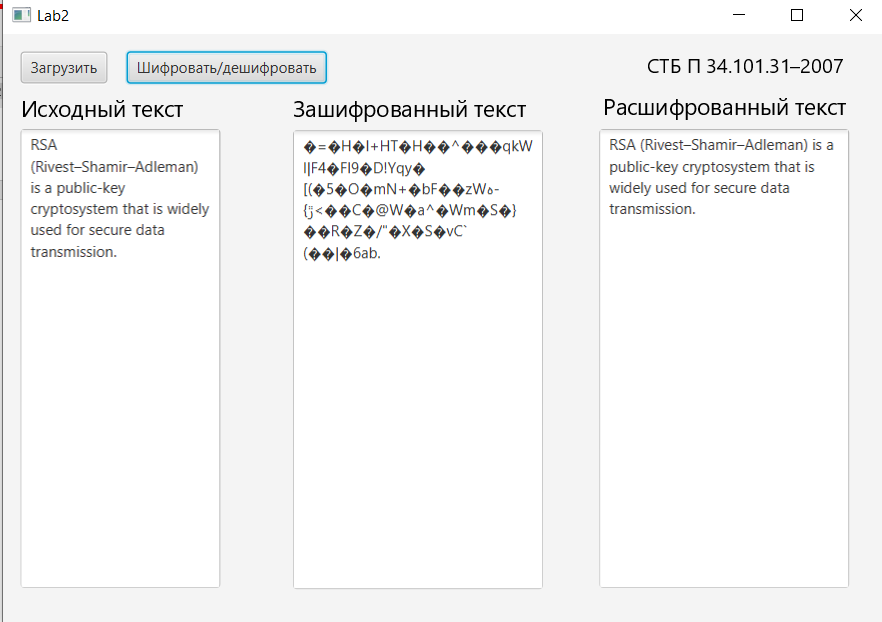 Lab2
Загрузить
Шифровать/дешифровать
СТБ П 34.101.31–2007
Исходный текст
Зашифрованный текст
Расшифрованный текст
RSA
(Rivest–Shamir–Adleman)
is a public-key
cryptosystem that is widely
used for secure data
transmission.
�=�H�I+HT�H��^���qkW
I|F4�FI9�D!Yqy�
[(�5�O�mN+�bF��zWه-
{ݬ<��C�@W�a^�Wm�S�}
��R�Z�/"�X�S�vC`
(��|�6ab.
RSA (Rivest–Shamir–Adleman) is a
public-key cryptosystem that is
widely used for secure data
transmission.